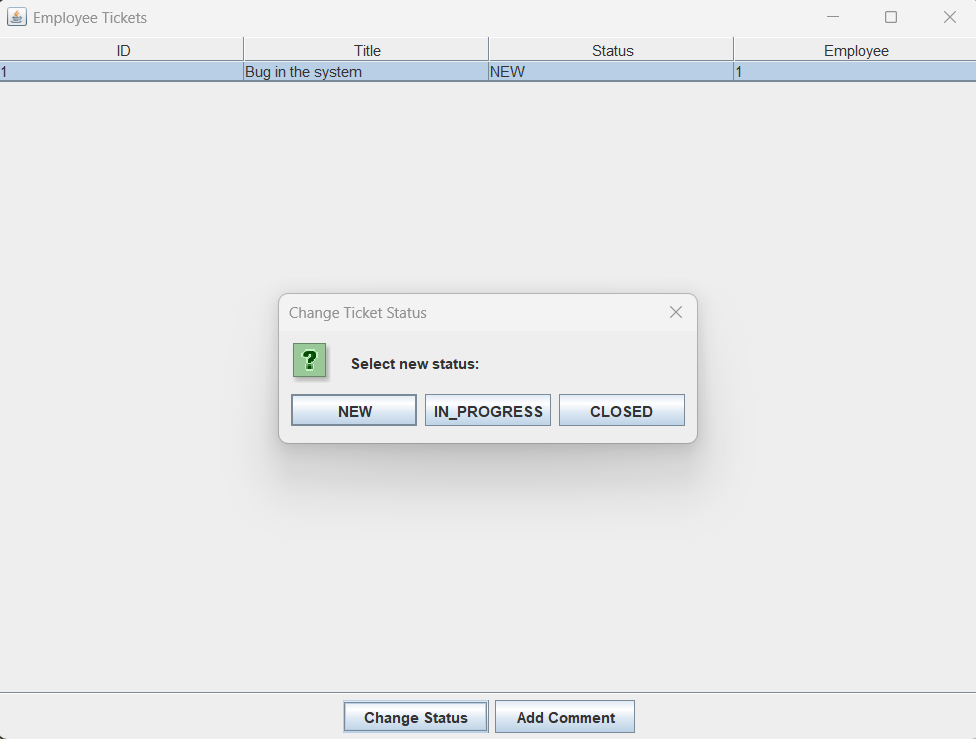 Employee Tickets
ID Title Status Employee
1 Bug in the system NEW 1
Change Ticket Status
? Select new status:
NEW IN_PROGRESS CLOSED
Change Status Add Comment